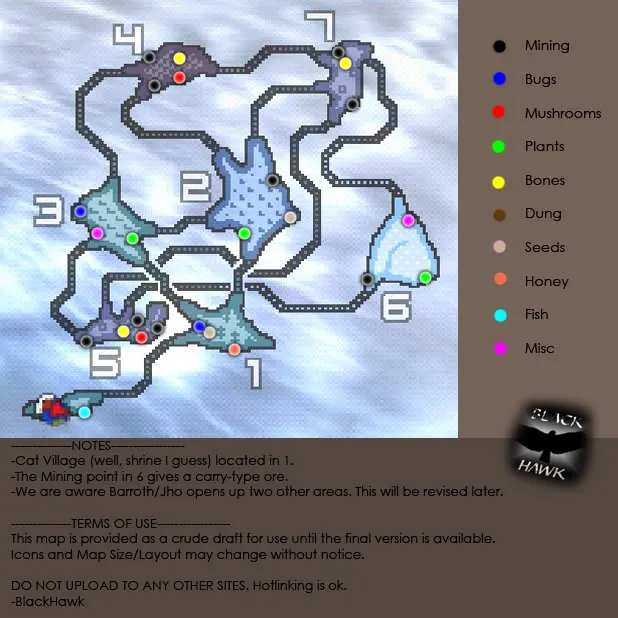 4
7
2
3
6
5
1
Mining
Bugs
Mushrooms
Plants
Bones
Dung
Seeds
Honey
Fish
Misc
BLACK
HAWK
---------------NOTES------------------
-Cat Village (well, shrine I guess) located in 1.
-The Mining point in 6 gives a carry-type ore.
-We are aware Barroth/Jho opens up two other areas. This will be revised later.
--------------TERMS OF USE------------------
This map is provided as a crude draft for use until the final version is available.
Icons and Map Size/Layout may change without notice.
DO NOT UPLOAD TO ANY OTHER SITES. Hotlinking is ok.
-BlackHawk